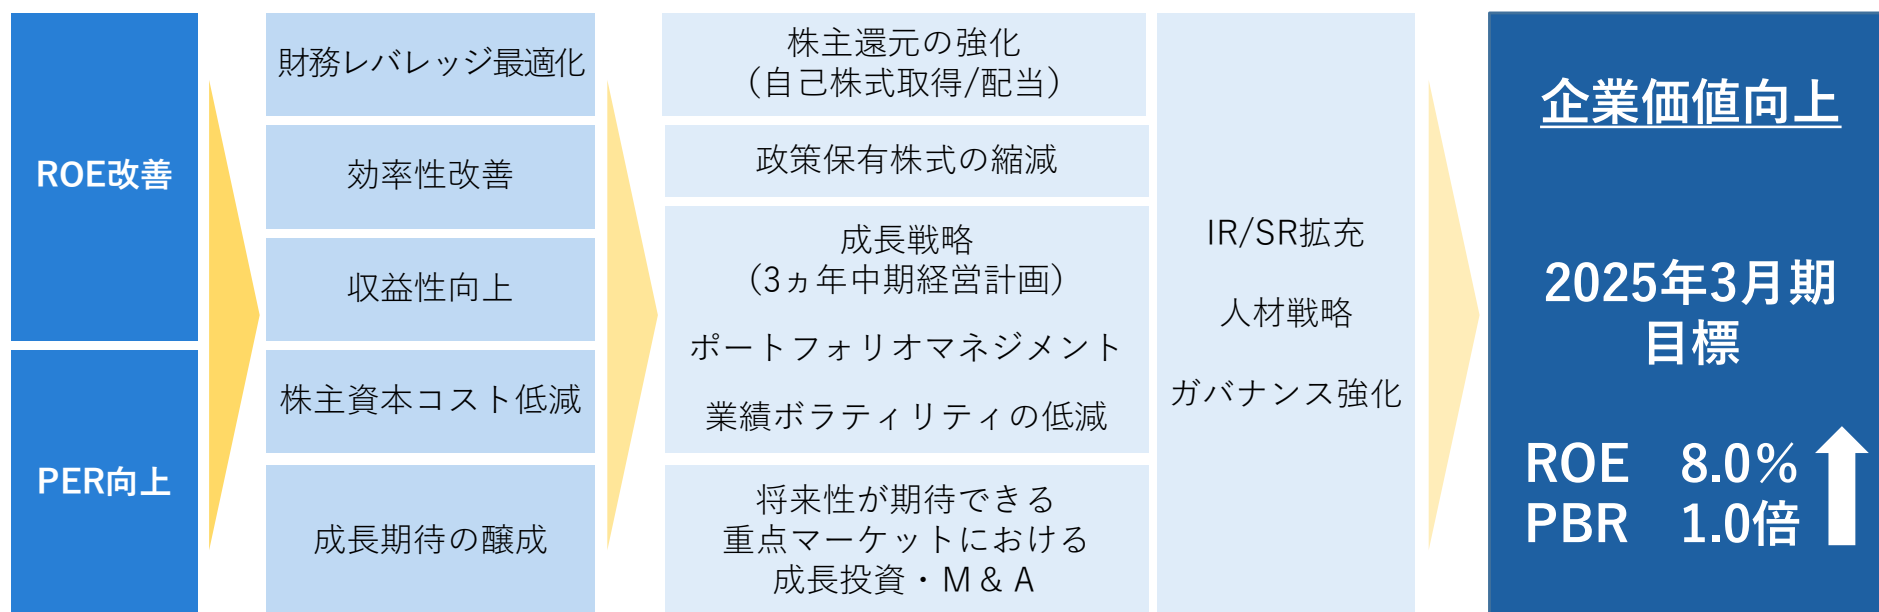 ROE改善
PER向上
財務レバレッジ最適化
効率性改善
収益性向上
株主資本コスト低減
成長期待の醸成
株主還元の強化
（自己株式取得/配当）
政策保有株式の縮減
成長戦略
（3ヵ年中期経営計画）
ポートフォリオマネジメント
業績ボラティリティの低減
将来性が期待できる
重点マーケットにおける
成長投資・M & A
IR/SR拡充
人材戦略
ガバナンス強化
企業価値向上
2025年3月期
目標
ROE 8.0%
PBR 1.0倍